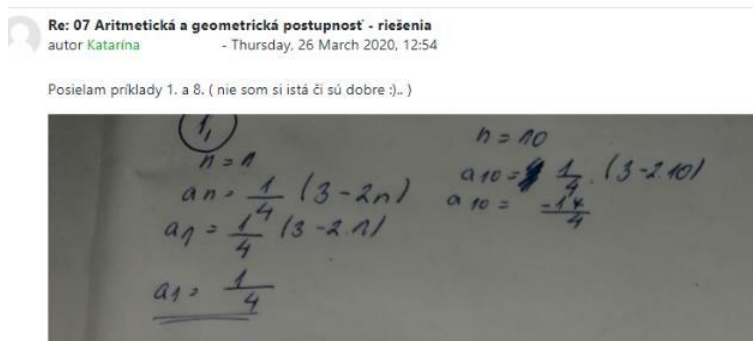 Re: 07 Aritmetická a geometrická postupnosť - riešenia
autor Katarína - Thursday, 26 March 2020, 12:54
Posielam príklady 1. a 8. ( nie som si istá či sú dobre :).. )
1,
n = 1
an = 1/4 (3 - 2n)
a1 = 1/4 (3 - 2.1)
a1 = 1/4
n = 10
a10 = 1/4 . (3 - 2.10)
a10 = -17/4